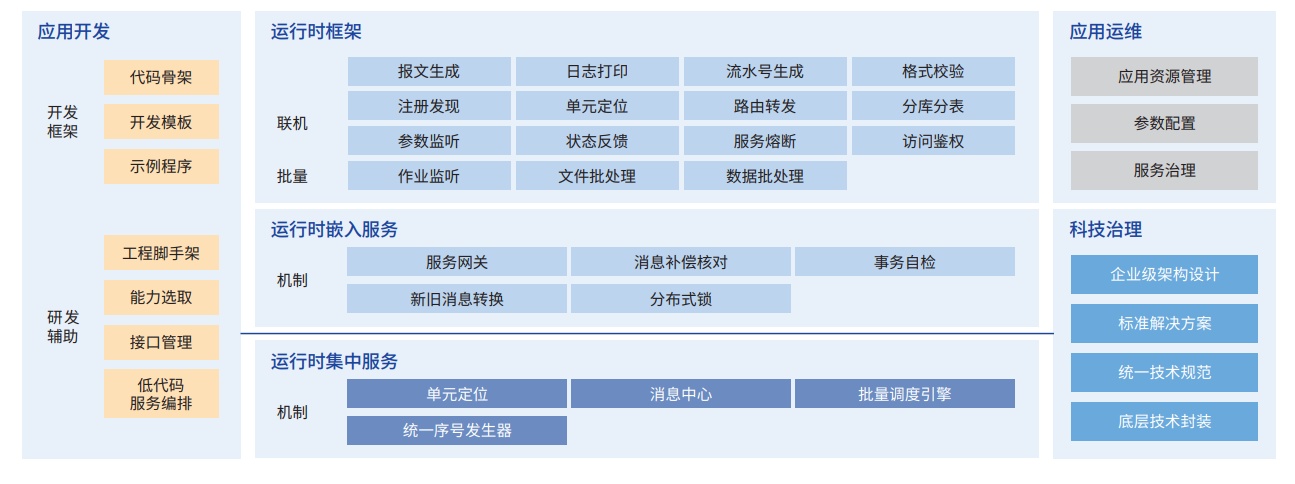 应用开发
开发
框架
代码骨架
开发模板
示例程序
研发
辅助
工程脚手架
能力选取
接口管理
低代码
服务编排
运行时框架
联机
报文生成
日志打印
流水号生成
格式校验
注册发现
单元定位
路由转发
分库分表
参数监听
状态反馈
服务熔断
访问鉴权
批量
作业监听
文件批处理
数据批处理
运行时嵌入服务
机制
服务网关
消息补偿核对
事务自检
新旧消息转换
分布式锁
运行时集中服务
机制
单元定位
消息中心
批量调度引擎
统一序号发生器
应用运维
应用资源管理
参数配置
服务治理
科技治理
企业级架构设计
标准解决方案
统一技术规范
底层技术封装